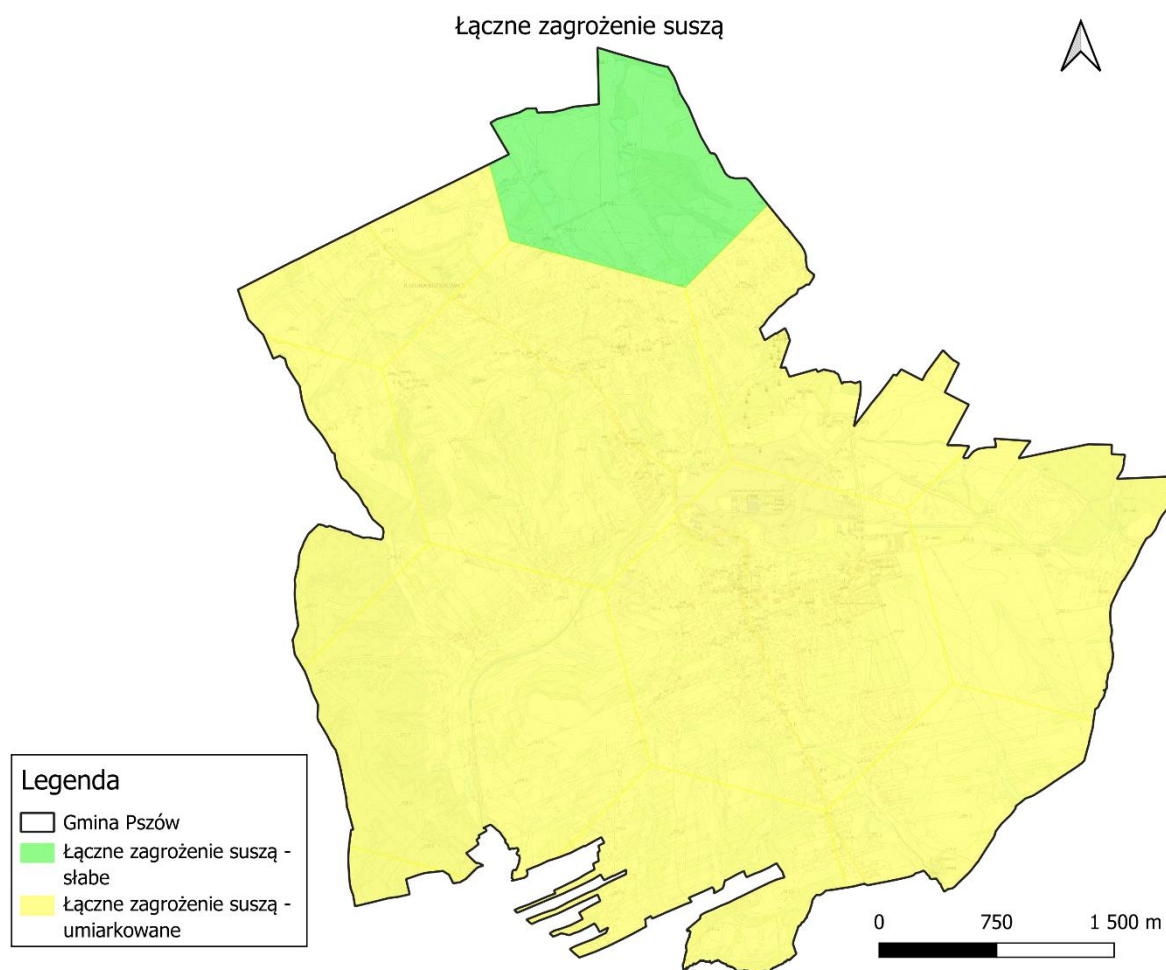 Łączne zagrożenie suszą
Legenda
Gmina Pszów
Łączne zagrożenie suszą -
słabe
Łączne zagrożenie suszą -
umiarkowane
0 750 1 500 m